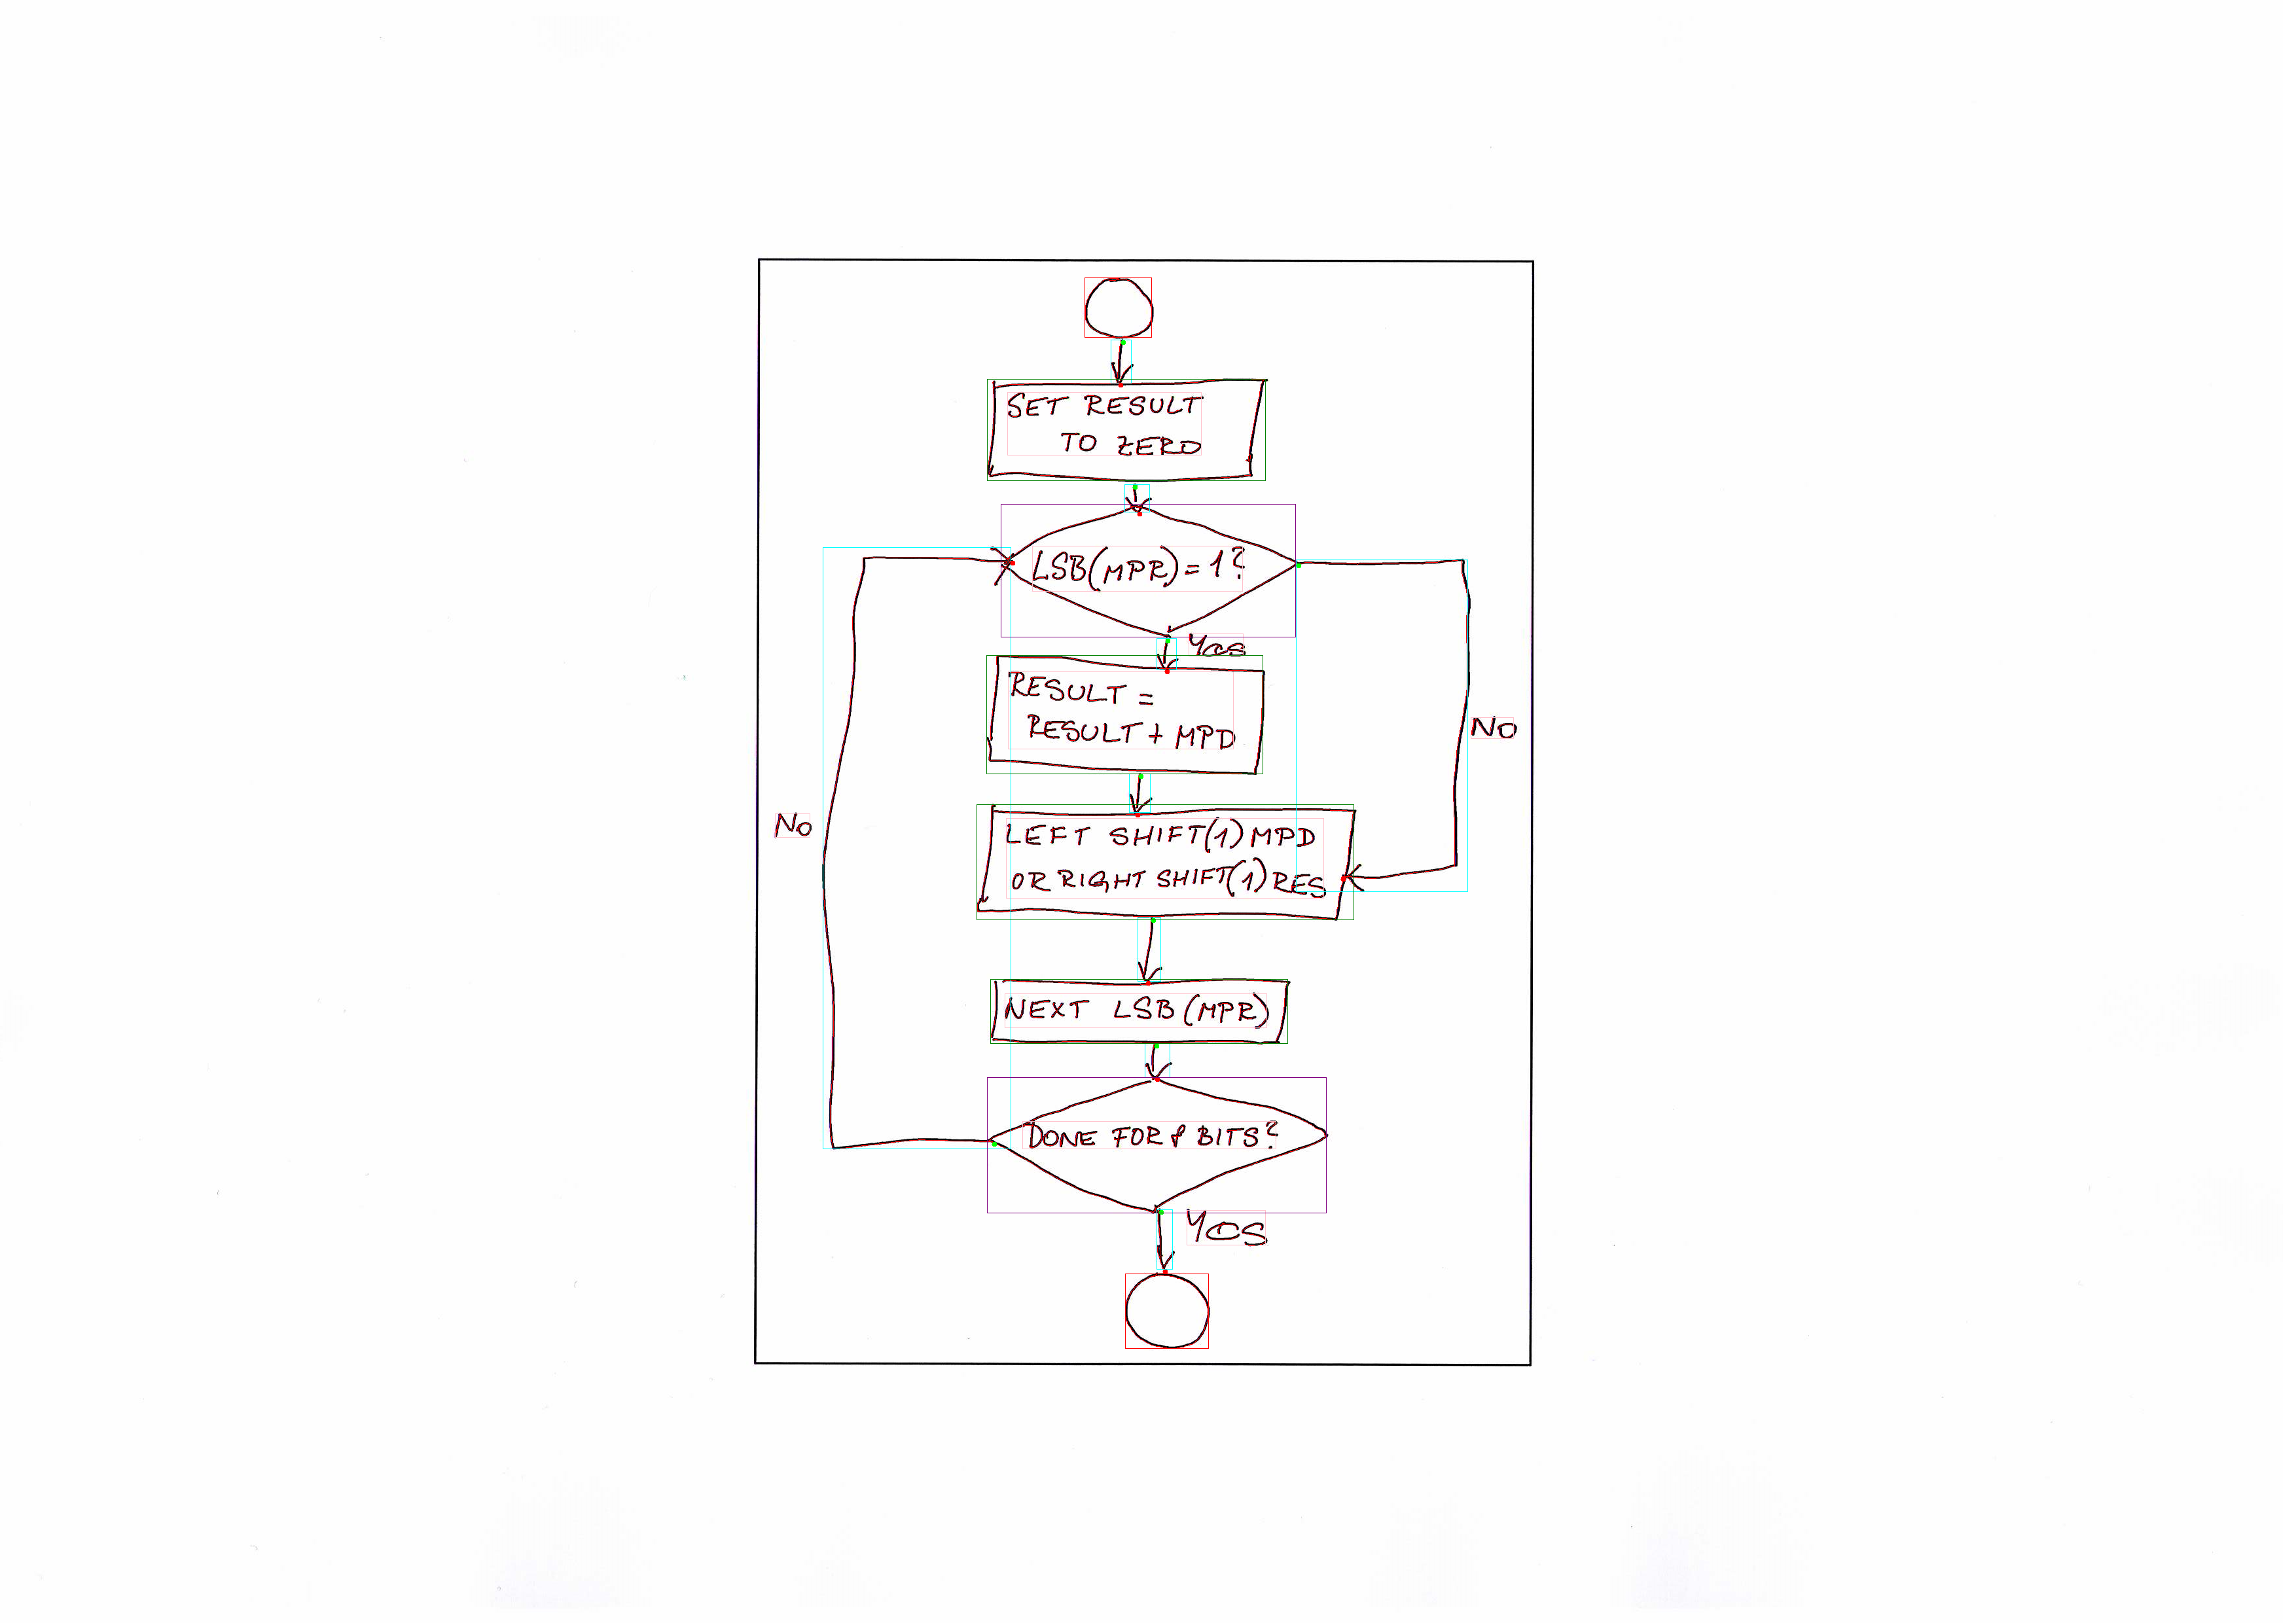 SET RESULT
TO ZERO
LSB(MPR)=1?
YES
RESULT =
RESULT + MPD
NO
LEFT SHIFT(1) MPD
OR RIGHT SHIFT(1) RES
NO
NEXT LSB (MPR)
DONE FOR BITS?
YES